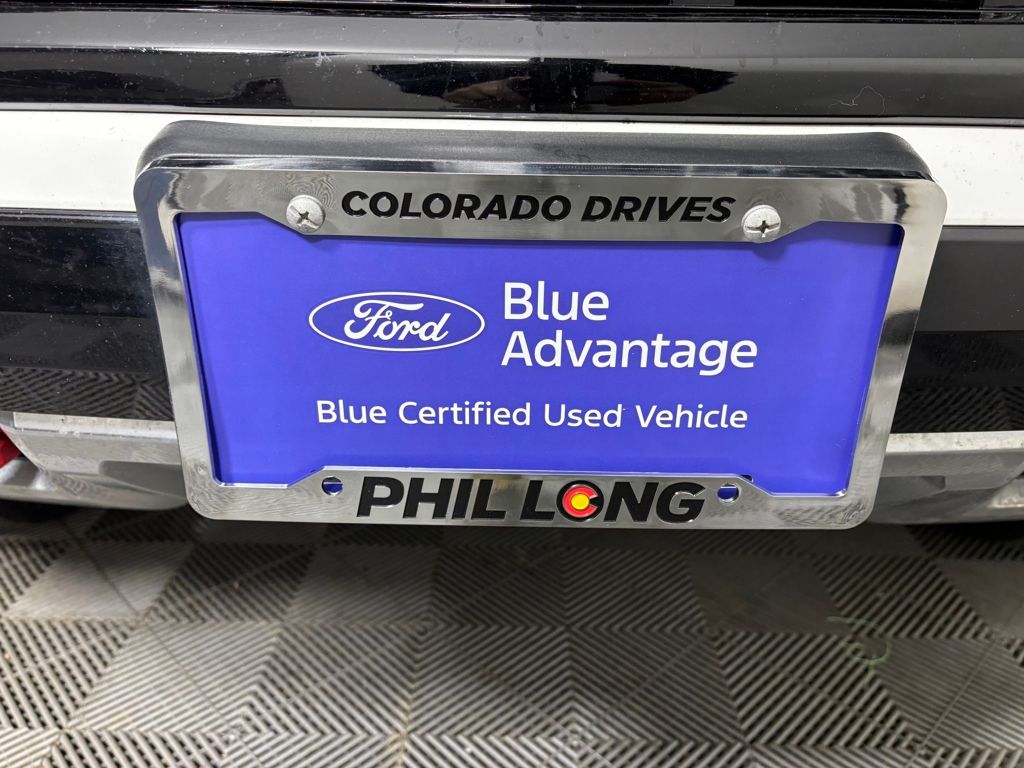 COLORADO DRIVES
Ford
Blue
Advantage
Blue Certified Used Vehicle
PHIL LONG